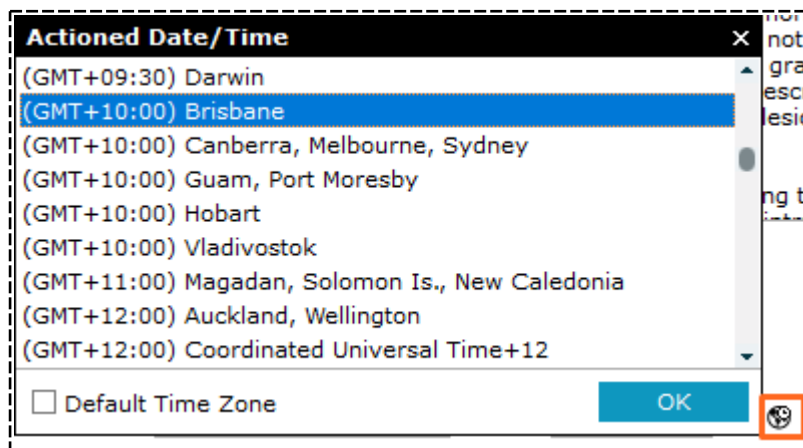 Actioned Date/Time
not
(GMT+09:30) Darwin
(GMT+10:00) Brisbane
(GMT+10:00) Canberra, Melbourne, Sydney
(GMT+10:00) Guam, Port Moresby
(GMT+10:00) Hobart
(GMT+10:00) Vladivostok
(GMT+11:00) Magadan, Solomon Is., New Caledonia
(GMT+12:00) Auckland, Wellington
(GMT+12:00) Coordinated Universal Time+12
Default Time Zone
OK